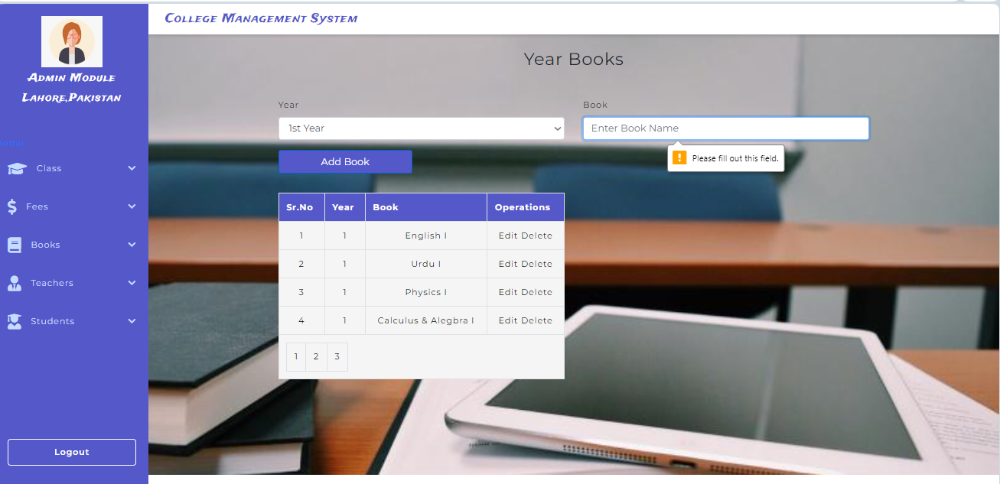 College Management System
Admin Module
Lahore,Pakistan
Class
Fees
Books
Teachers
Students
Logout
Year Books
Year
Book
1st Year
Enter Book Name
Please fill out this field.
Add Book
Sr.No Year Book Operations
1 1 English I Edit Delete
2 1 Urdu I Edit Delete
3 1 Physics I Edit Delete
4 1 Calculus & Alegbra I Edit Delete
1 2 3